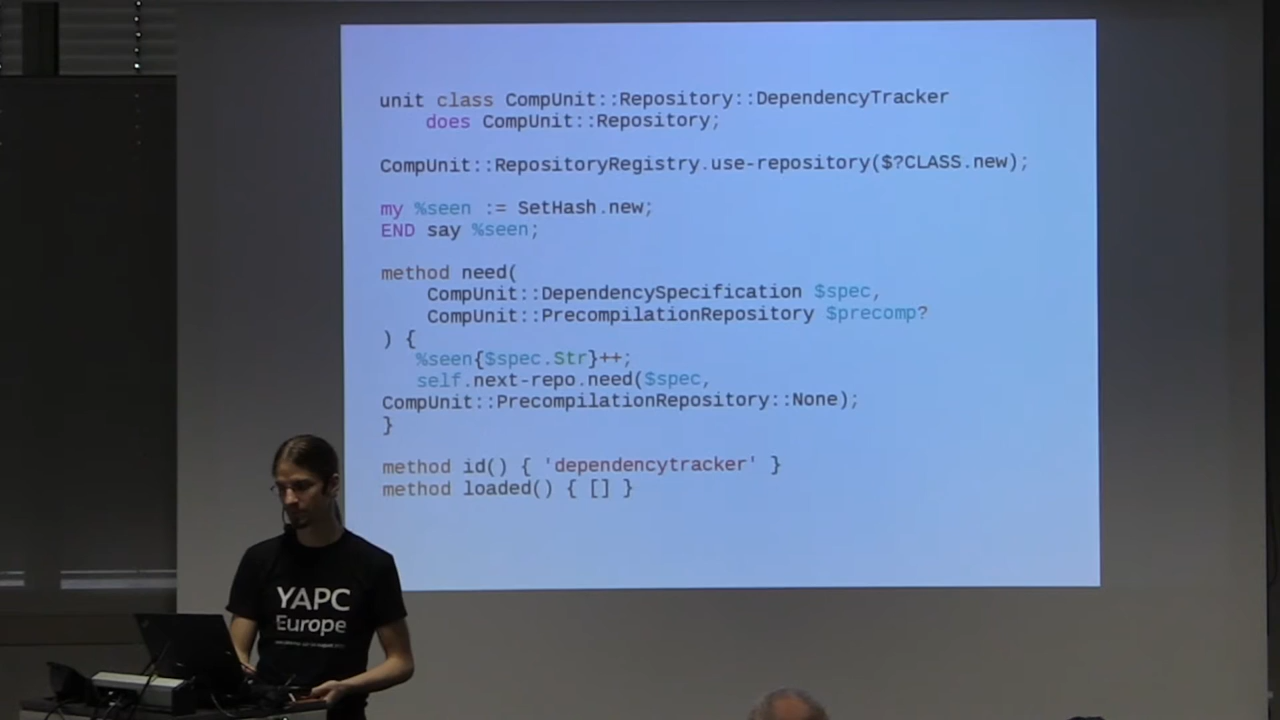 unit class CompUnit::Repository::DependencyTracker
does CompUnit::Repository;
CompUnit::RepositoryRegistry.use-repository($?CLASS.new);
my %seen := SetHash.new;
END say %seen;
method need(
CompUnit::DependencySpecification $spec,
CompUnit::PrecompilationRepository $precomp?
) {
%seen{$spec.Str}++;
self.next-repo.need($spec,
CompUnit::PrecompilationRepository::None);
}
method id() { 'dependencytracker' }
method loaded() { [] }
YAPC
Europe